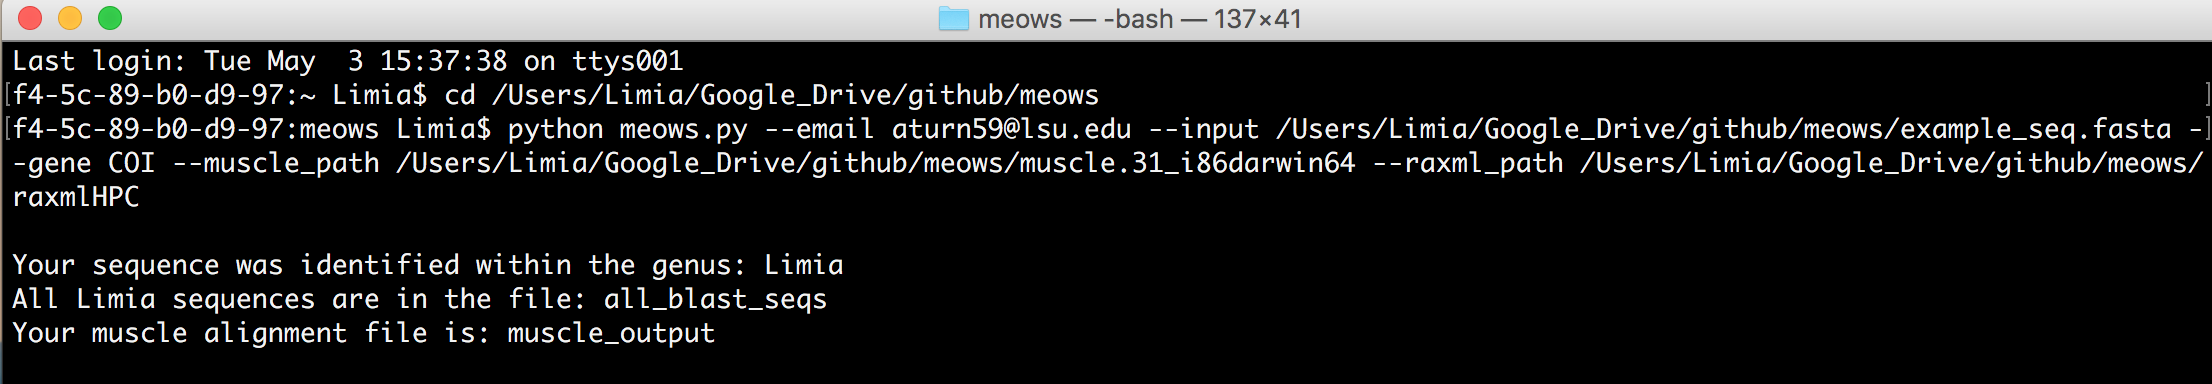 meows — -bash — 137×41
Last login: Tue May  3 15:37:38 on ttys001
[f4-5c-89-b0-d9-97:~ Limia$ cd /Users/Limia/Google_Drive/github/meows ]
[f4-5c-89-b0-d9-97:meows Limia$ python meows.py --email aturn59@lsu.edu --input /Users/Limia/Google_Drive/github/meows/example_seq.fasta -]
-gene COI --muscle_path /Users/Limia/Google_Drive/github/meows/muscle.31_i86darwin64 --raxml_path /Users/Limia/Google_Drive/github/meows/
raxmlHPC
Your sequence was identified within the genus: Limia
All Limia sequences are in the file: all_blast_seqs
Your muscle alignment file is: muscle_output